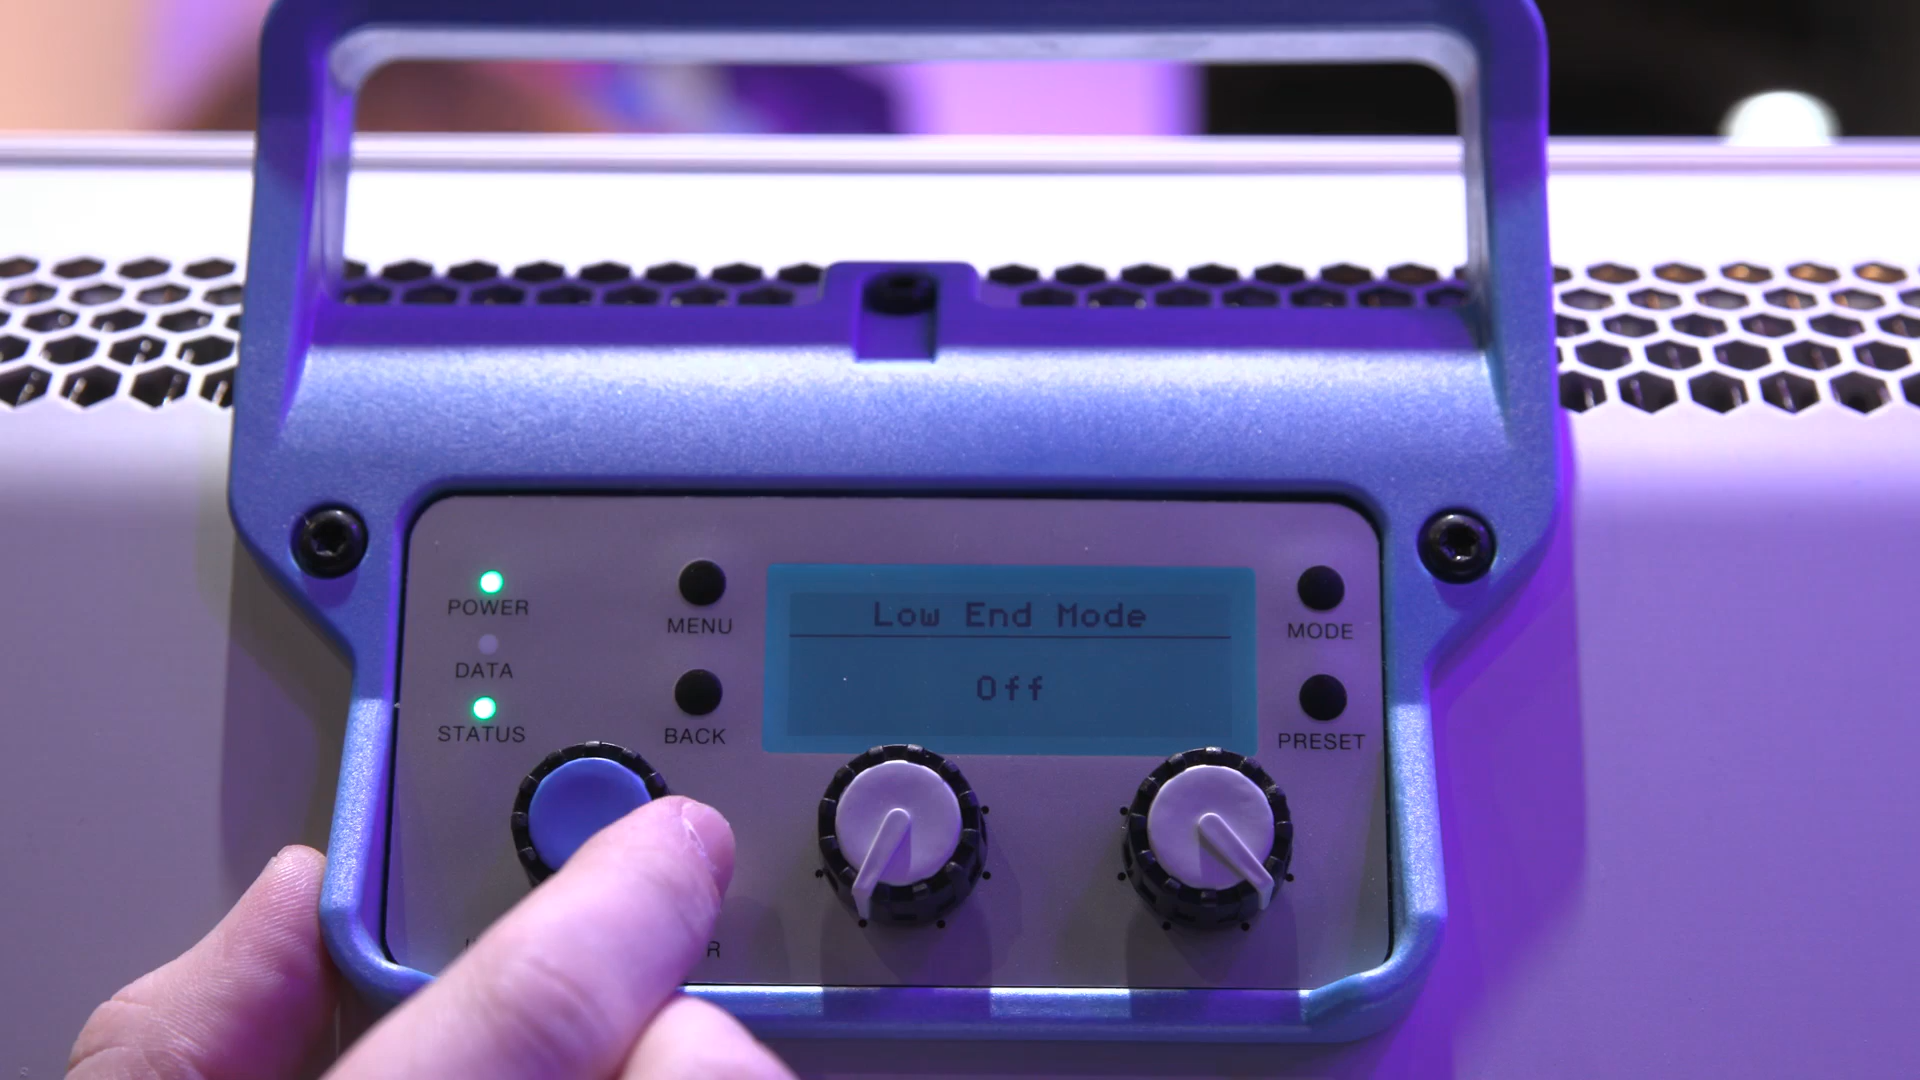 POWER
DATA
STATUS
MENU
BACK
Low End Mode
Off
MODE
PRESET